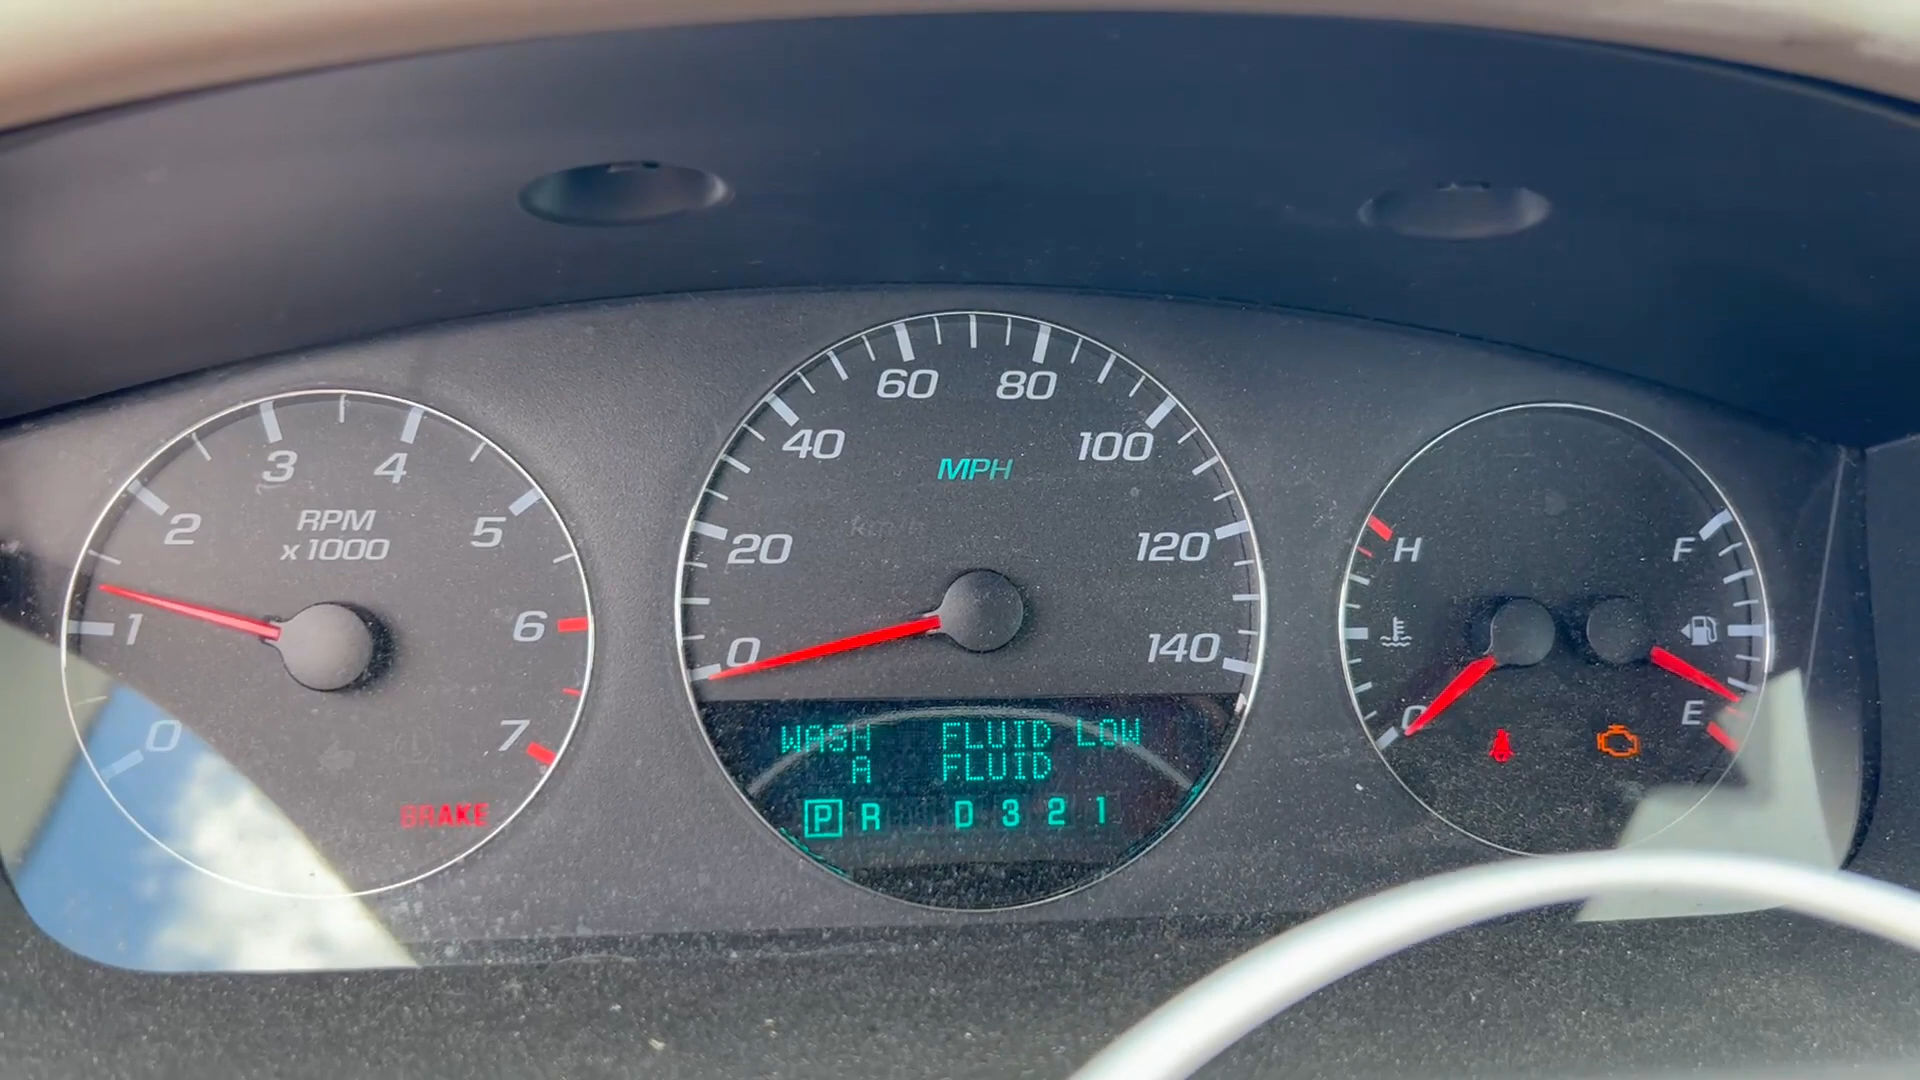 60 80
40 100
MPH
20 120
0 140
3 4
2 5
RPM
x 1000
1 6
0 7
BRAKE
WASH FLUID LOW
A FLUID
P R D 3 2 1
H F
C E
km/h